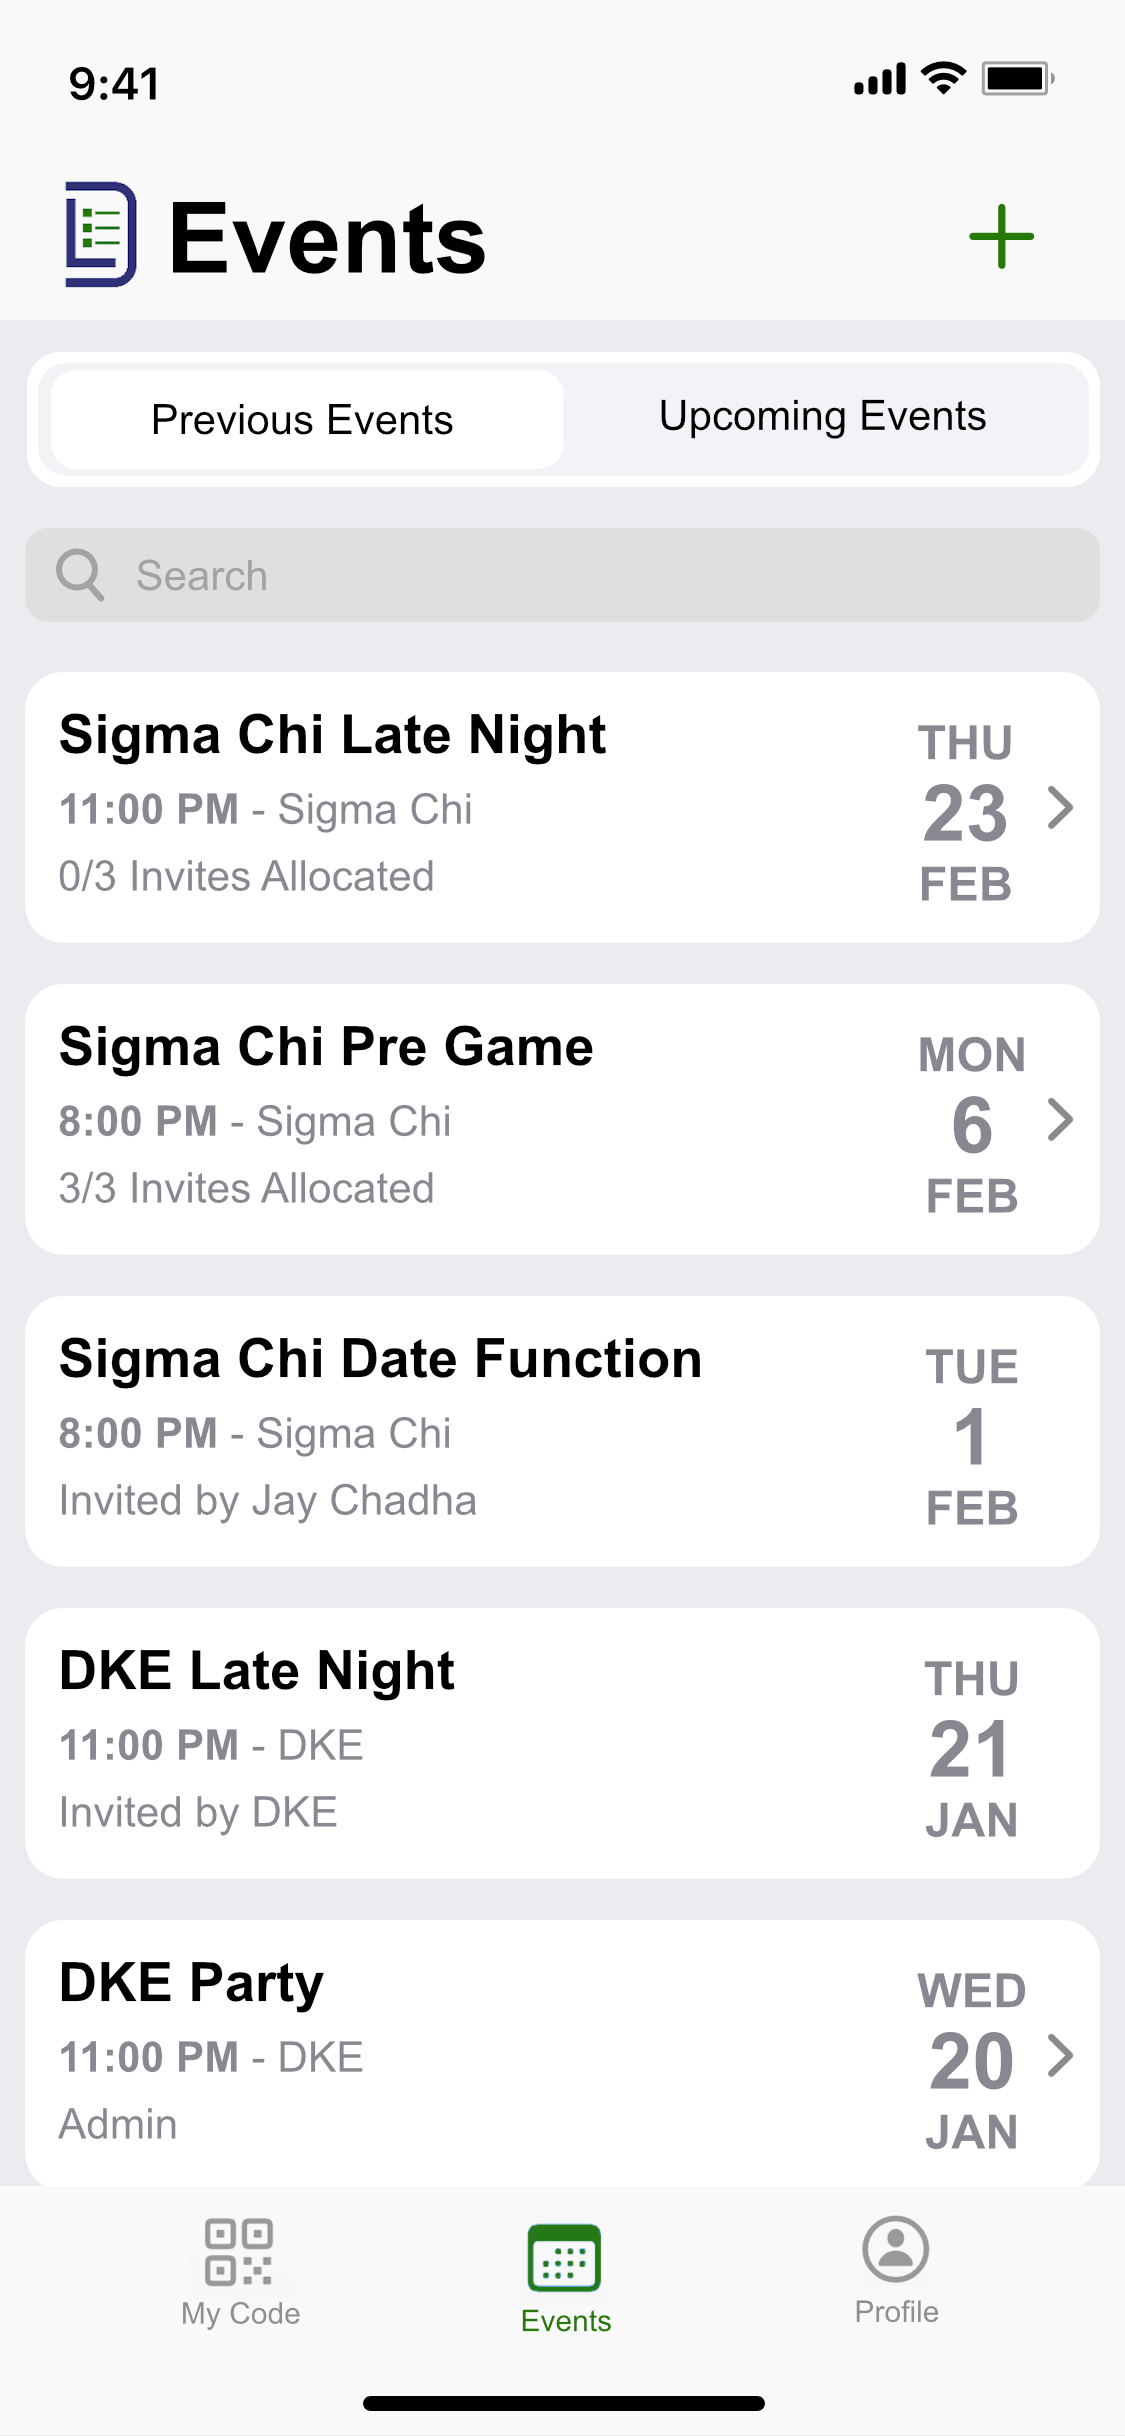 9:41
Events
Previous Events
Upcoming Events
Search
Sigma Chi Late Night
11:00 PM - Sigma Chi
0/3 Invites Allocated
THU
23
FEB
Sigma Chi Pre Game
8:00 PM - Sigma Chi
3/3 Invites Allocated
MON
6
FEB
Sigma Chi Date Function
8:00 PM - Sigma Chi
Invited by Jay Chadha
TUE
1
FEB
DKE Late Night
11:00 PM - DKE
Invited by DKE
THU
21
JAN
DKE Party
11:00 PM - DKE
Admin
WED
20
JAN
My Code
Events
Profile